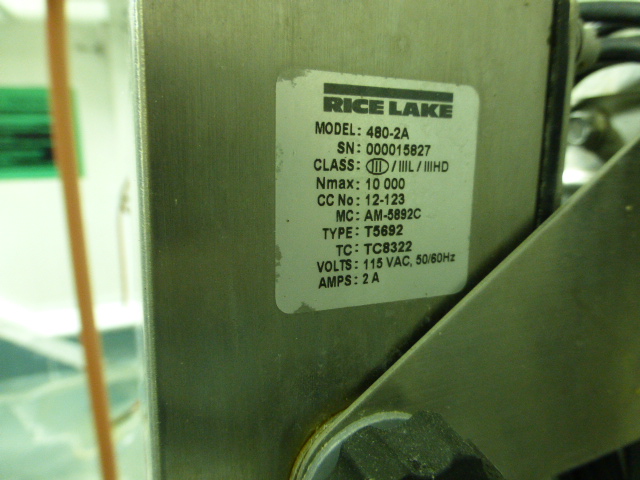 RICE LAKE
MODEL: 480-2A
SN: 000015827
CLASS: III / IIIL / IIIHD
Nmax: 10 000
CC No: 12-123
MC: AM-5892C
TYPE: T5692
TC: TC8322
VOLTS: 115 VAC, 50/60Hz
AMPS: 2 A